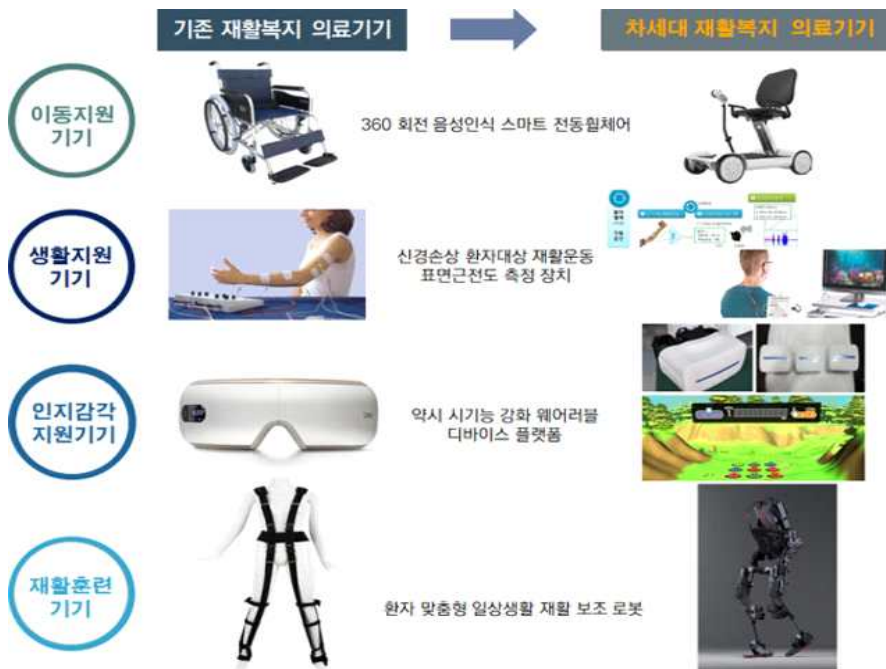 기존 재활복지 의료기기
차세대 재활복지 의료기기
이동지원
기기
360 회전 음성인식 스마트 전동휠체어
생활지원
기기
신경손상 환자대상 재활운동
표면근전도 측정 장치
인지감각
지원기기
약시 시기능 강화 웨어러블
디바이스 플랫폼
재활훈련
기기
환자 맞춤형 일상생활 재활 보조 로봇